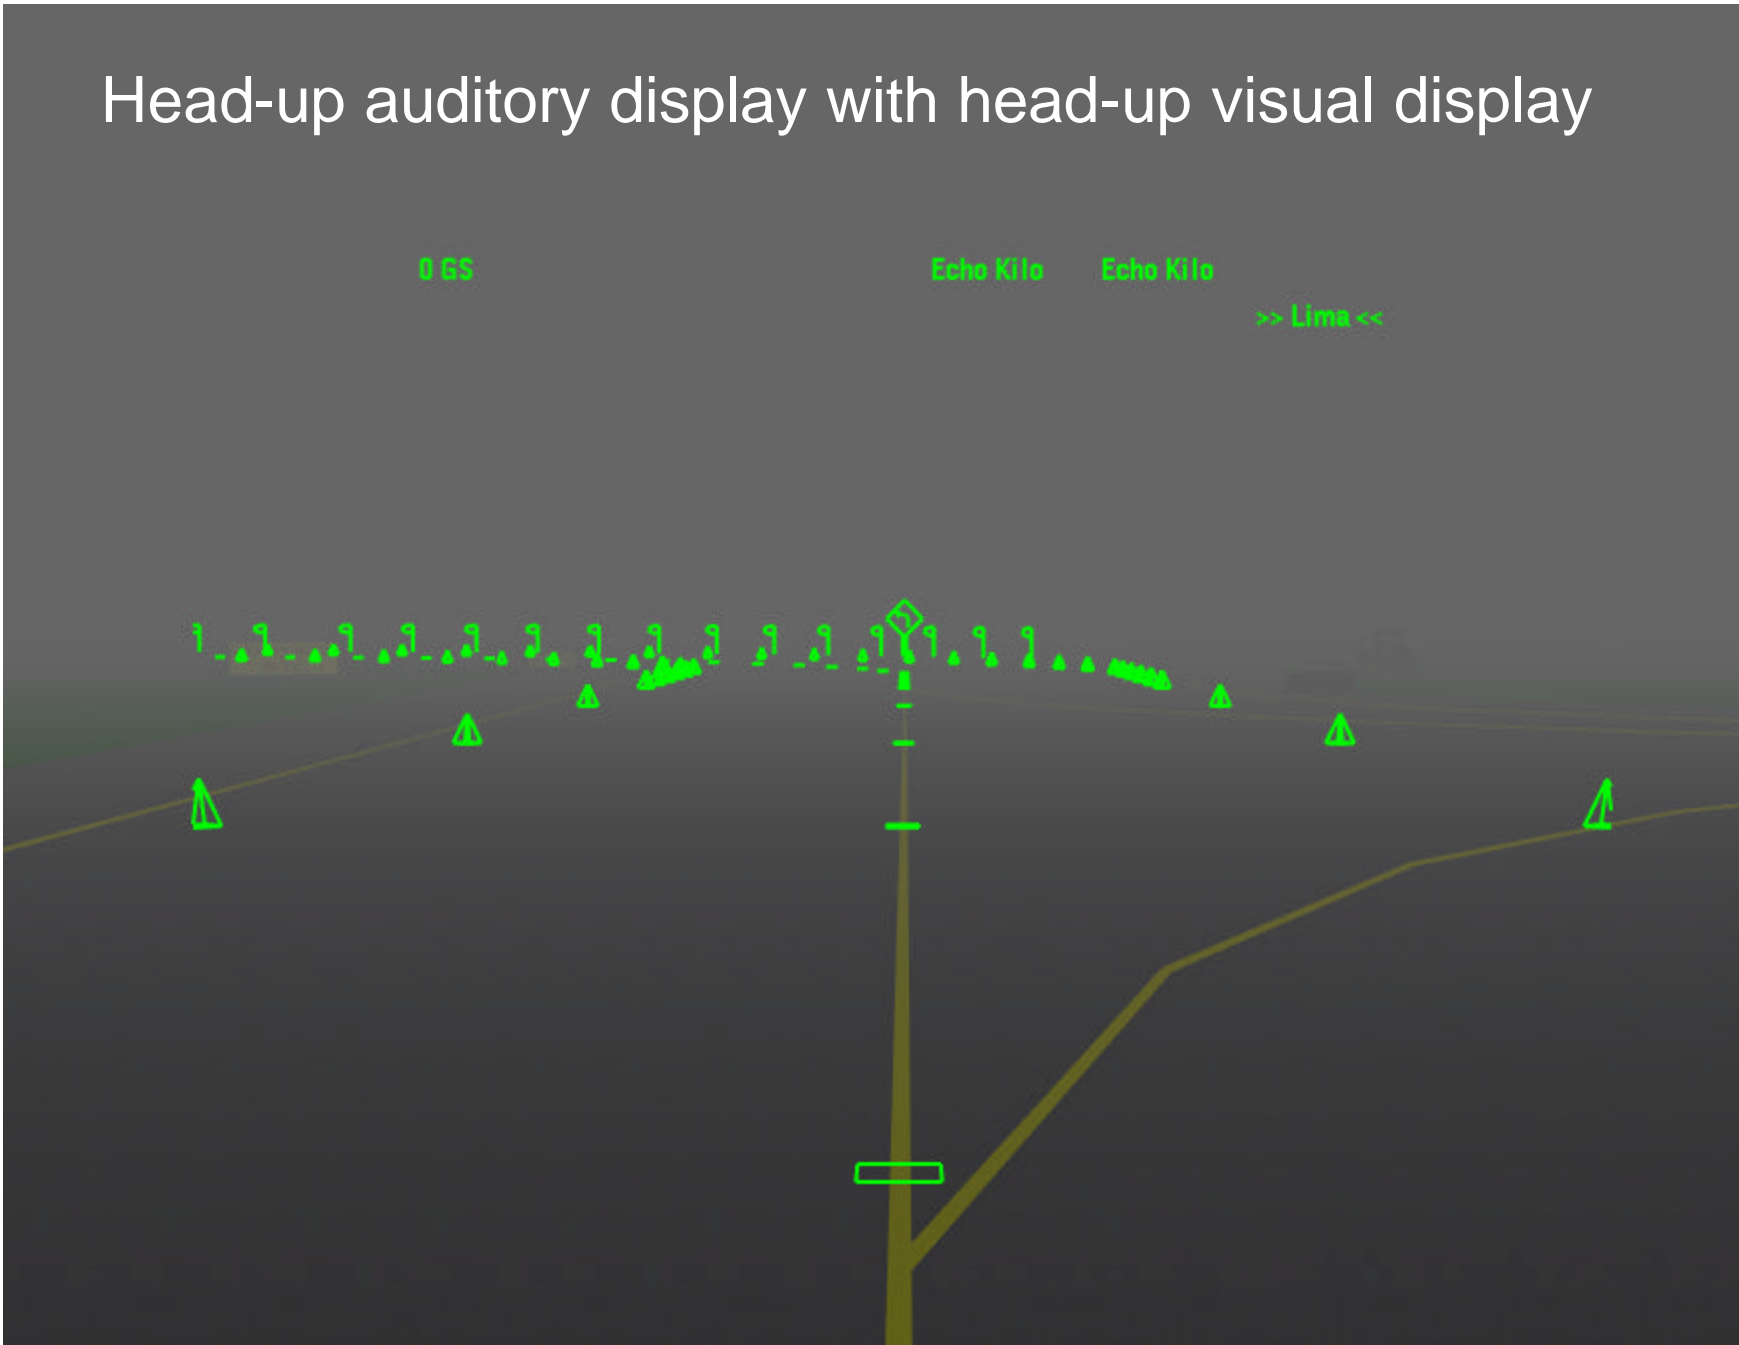 Head-up auditory display with head-up visual display
0 GS Echo Kilo Echo Kilo
>> Lima <<